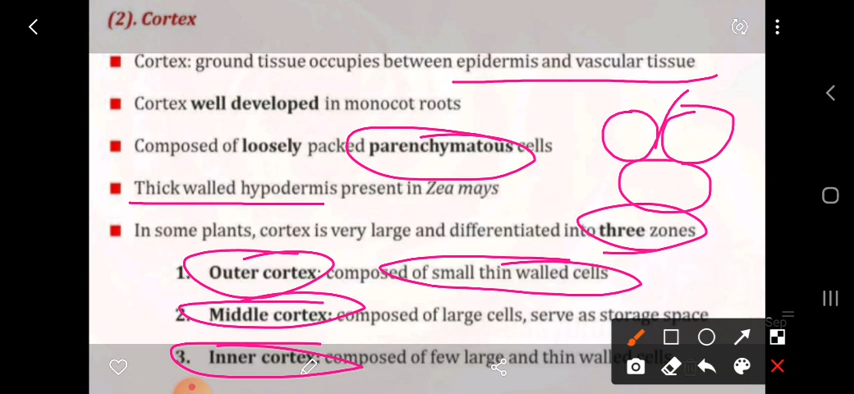 (2). Cortex
Cortex: ground tissue occupies between epidermis and vascular tissue
Cortex well developed in monocot roots
Composed of loosely packed parenchymatous cells
Thick walled hypodermis present in Zea mays
In some plants, cortex is very large and differentiated into three zones
1. Outer cortex: composed of small thin walled cells
2. Middle cortex: composed of large cells, serve as storage space
Sep
3. Inner cortex: composed of few large and thin walled cells